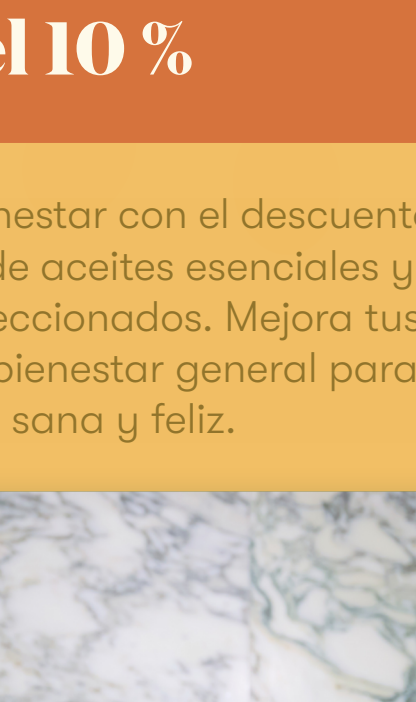 el 10 %
nestar con el descuento
de aceites esenciales y
eccionados. Mejora tus
bienestar general para
sana y feliz.